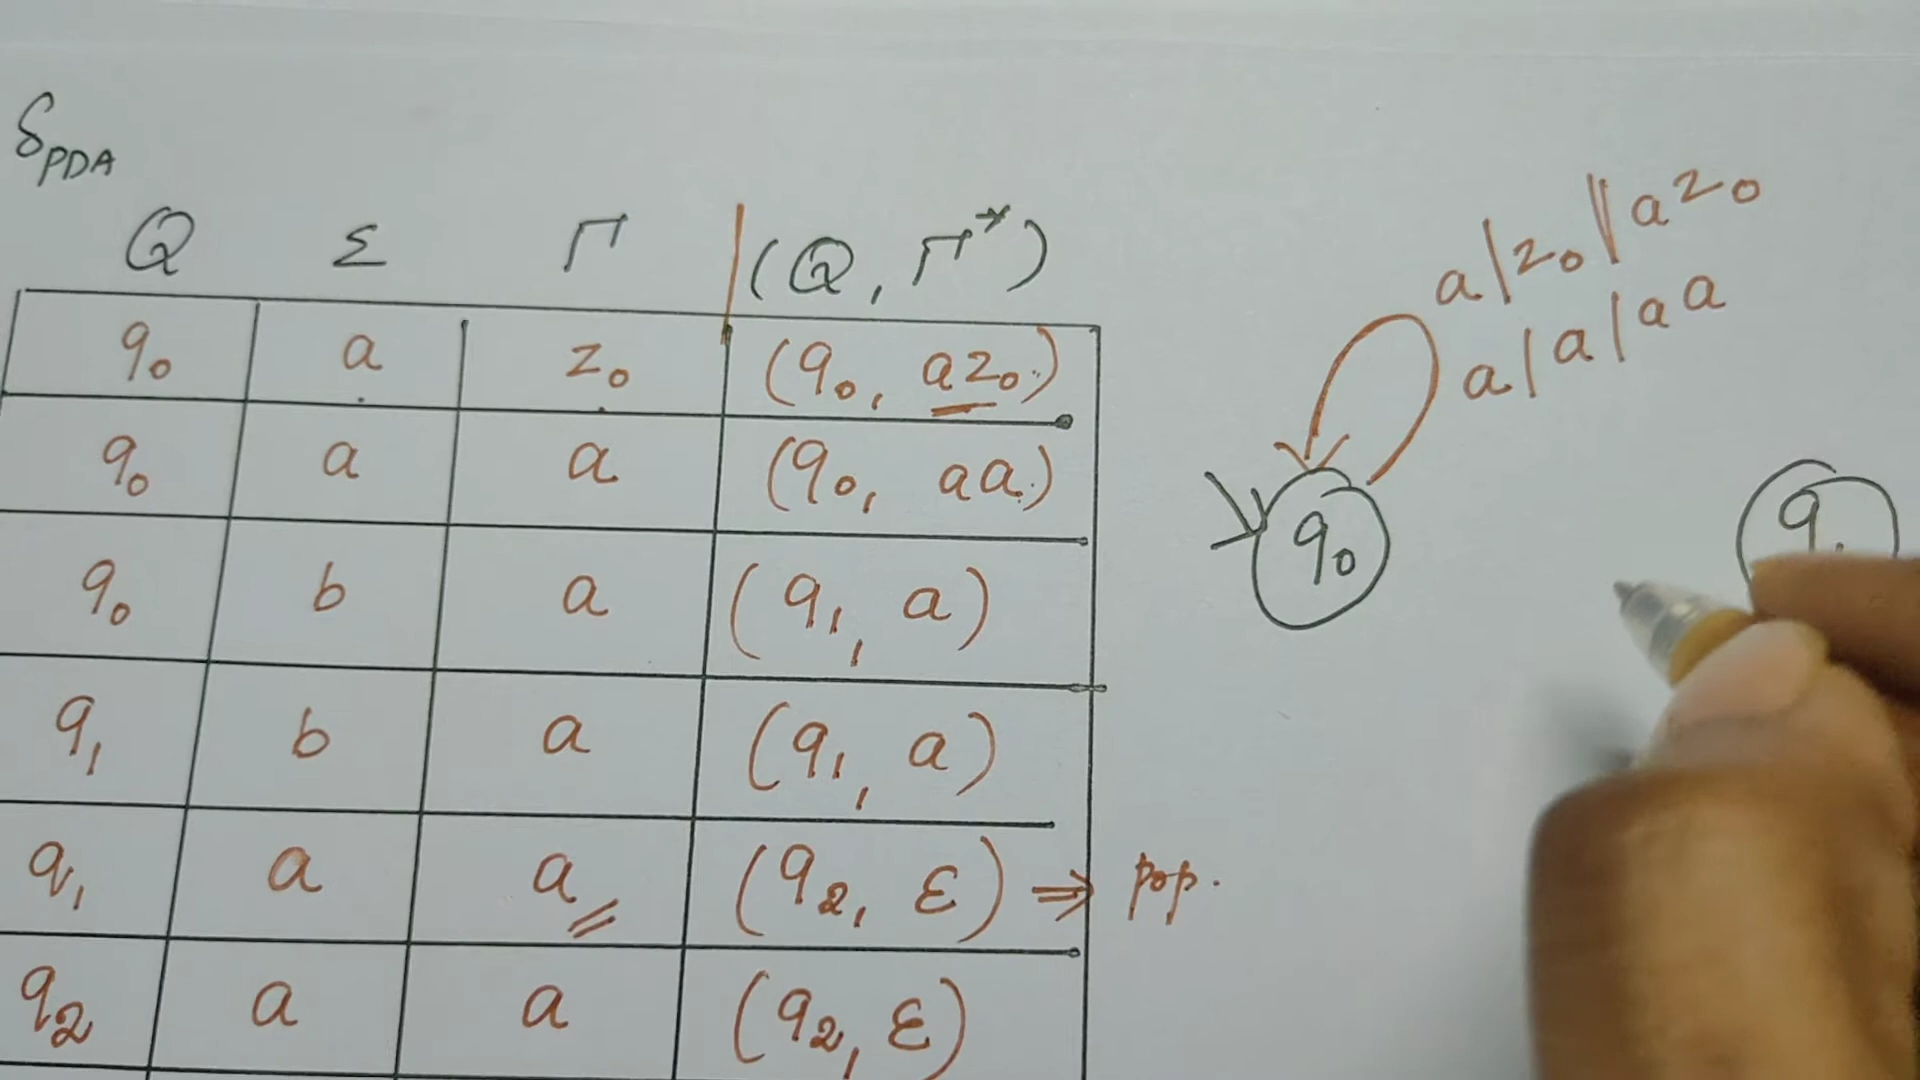 δPDA
Q Σ Γ (Q, Γ*)
q₀ a z₀ (q₀, az₀)
q₀ a a (q₀, aa)
q₀ b a (q₁, a)
q₁ b a (q₁, a)
q₁ a a (q₂, ε) ⇒ pop.
q₂ a a (q₂, ε)
a|z₀||az₀
a|a|aa
q₀
q